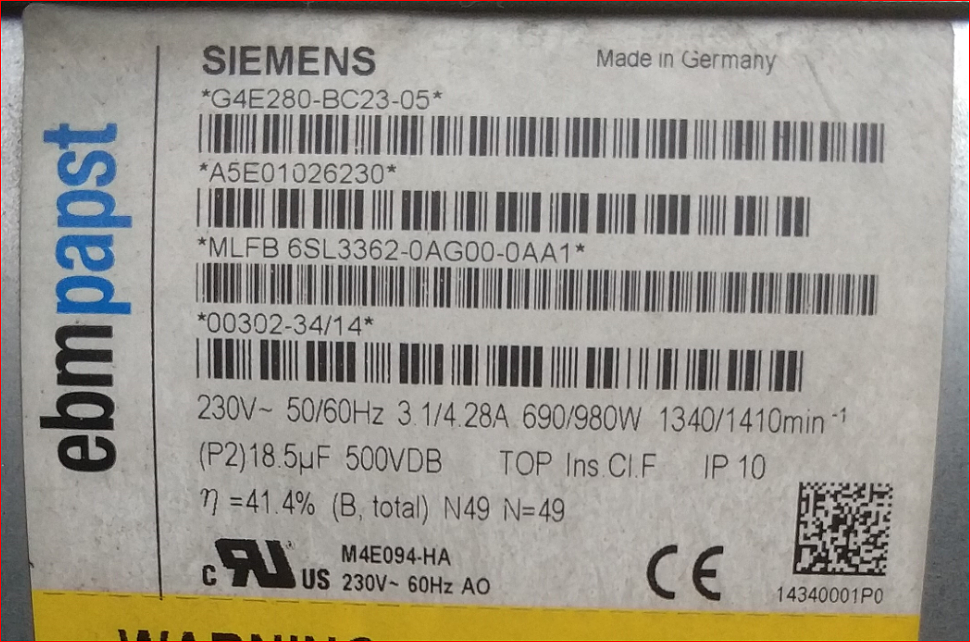 SIEMENS
Made in Germany
*G4E280-BC23-05*
*A5E01026230*
*MLFB 6SL3362-0AG00-0AA1*
*00302-34/14*
230V~ 50/60Hz 3.1/4.28A 690/980W 1340/1410min⁻¹
(P2)18.5µF 500VDB TOP Ins.Cl.F IP 10
η =41.4% (B, total) N49 N=49
c RU US
M4E094-HA
230V~ 60Hz AO
CE
14340001P0
ebmpapst
WARNING